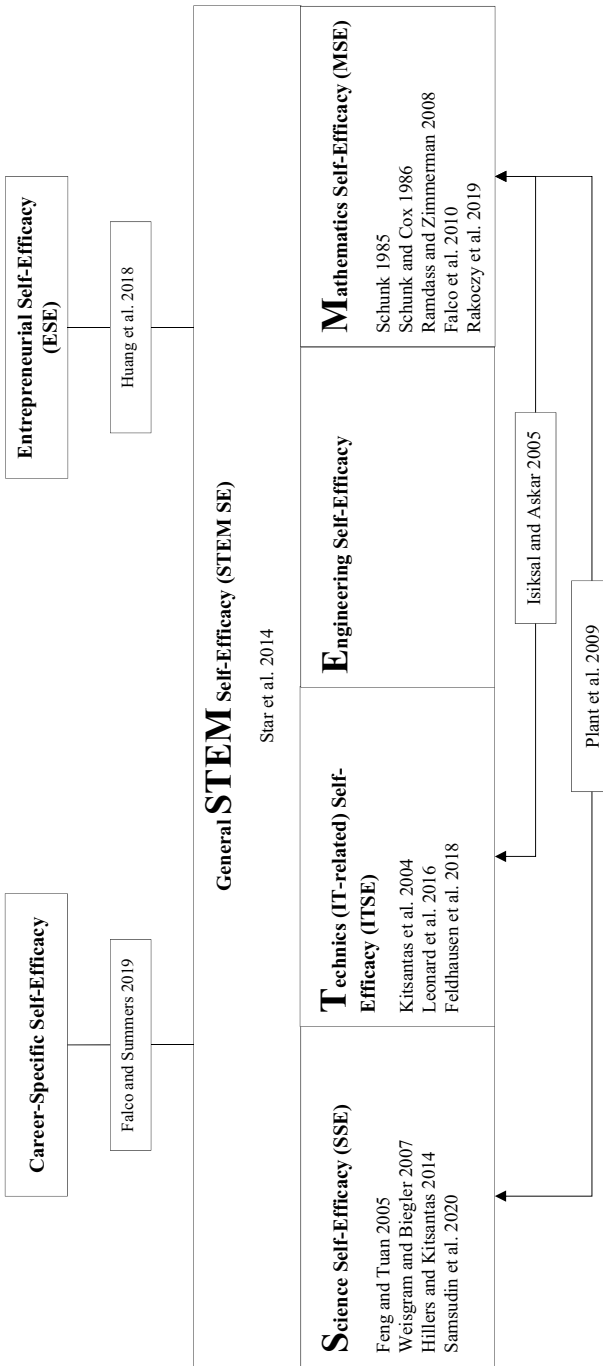 Career-Specific Self-Efficacy
Entrepreneurial Self-Efficacy
(ESE)
Falco and Summers 2019
Huang et al. 2018
General STEM Self-Efficacy (STEM SE)
Star et al. 2014
Science Self-Efficacy (SSE)
Feng and Tuan 2005
Weisgram and Biegler 2007
Hillers and Kitsantas 2014
Samsudin et al. 2020
Technics (IT-related) Self-
Efficacy (ITSE)
Kitsantas et al. 2004
Leonard et al. 2016
Feldhausen et al. 2018
Engineering Self-Efficacy
Mathematics Self-Efficacy (MSE)
Schunk 1985
Schunk and Cox 1986
Ramdass and Zimmerman 2008
Falco et al. 2010
Rakoczy et al. 2019
Isiksal and Askar 2005
Plant et al. 2009